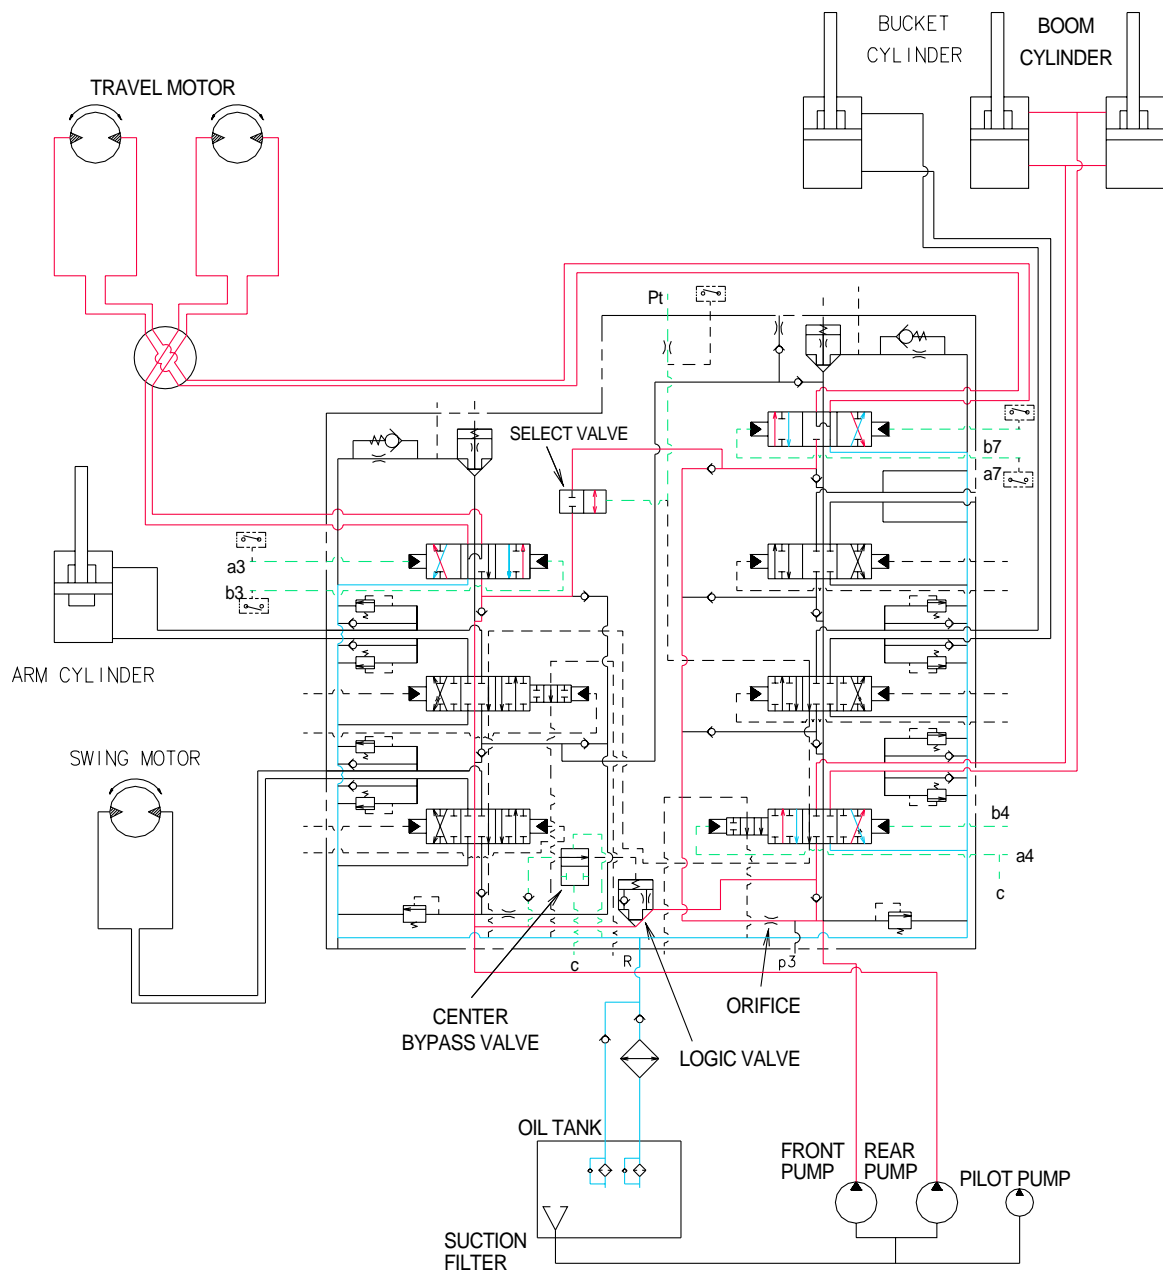 BUCKET
CYLINDER
BOOM
CYLINDER
TRAVEL MOTOR
Pt
SELECT VALVE
b7
a7
a3
b3
ARM CYLINDER
SWING MOTOR
b4
a4
c
c
R
p3
CENTER
BYPASS VALVE
ORIFICE
LOGIC VALVE
OIL TANK
FRONT
PUMP
REAR
PUMP
PILOT PUMP
SUCTION
FILTER